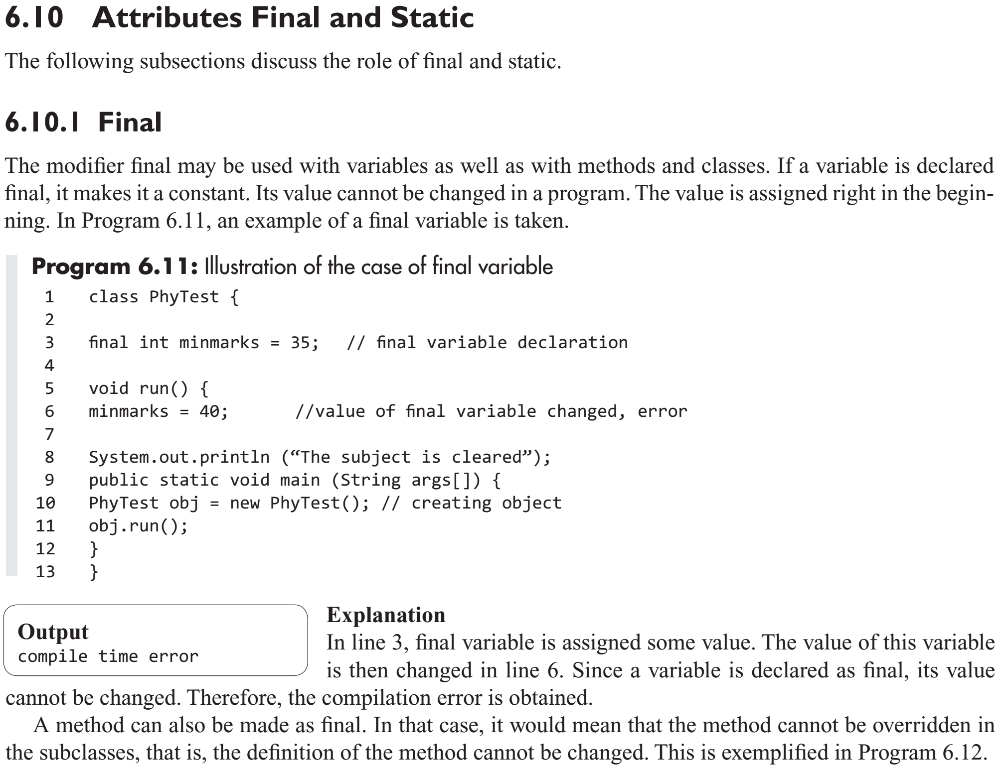 6.10 Attributes Final and Static
The following subsections discuss the role of final and static.
6.10.1 Final
The modifier final may be used with variables as well as with methods and classes. If a variable is declared
final, it makes it a constant. Its value cannot be changed in a program. The value is assigned right in the begin-
ning. In Program 6.11, an example of a final variable is taken.
Program 6.11: Illustration of the case of final variable
1 class PhyTest {
2
3 final int minmarks = 35; // final variable declaration
4
5 void run() {
6 minmarks = 40; //value of final variable changed, error
7
8 System.out.println (“The subject is cleared”);
9 public static void main (String args[]) {
10 PhyTest obj = new PhyTest(); // creating object
11 obj.run();
12 }
13 }
Output
compile time error
Explanation
In line 3, final variable is assigned some value. The value of this variable
is then changed in line 6. Since a variable is declared as final, its value
cannot be changed. Therefore, the compilation error is obtained.
A method can also be made as final. In that case, it would mean that the method cannot be overridden in
the subclasses, that is, the definition of the method cannot be changed. This is exemplified in Program 6.12.